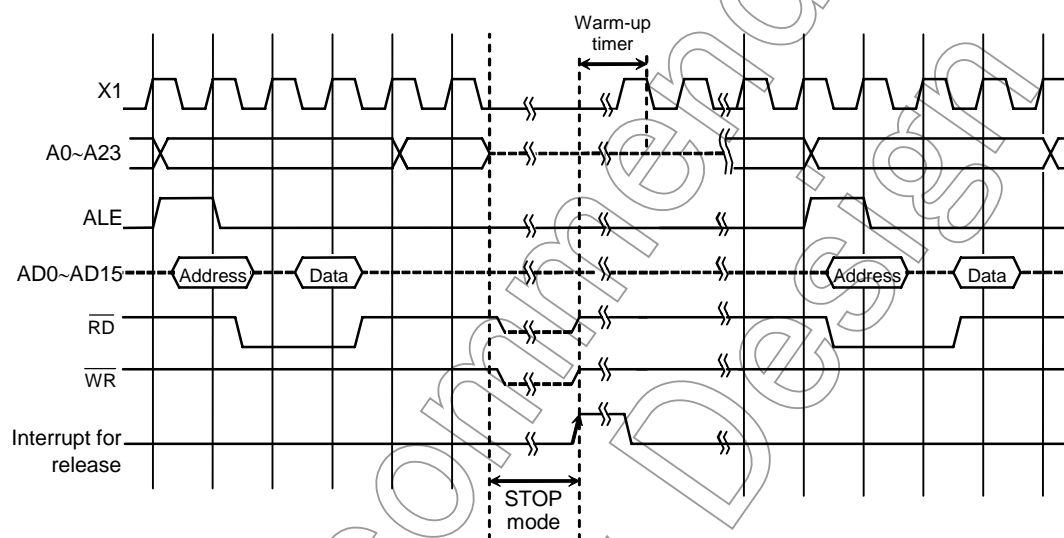 Warm-up
timer
X1
A0~A23
ALE
AD0~AD15
Address
Data
Address
Data
RD
WR
Interrupt for
release
STOP
mode